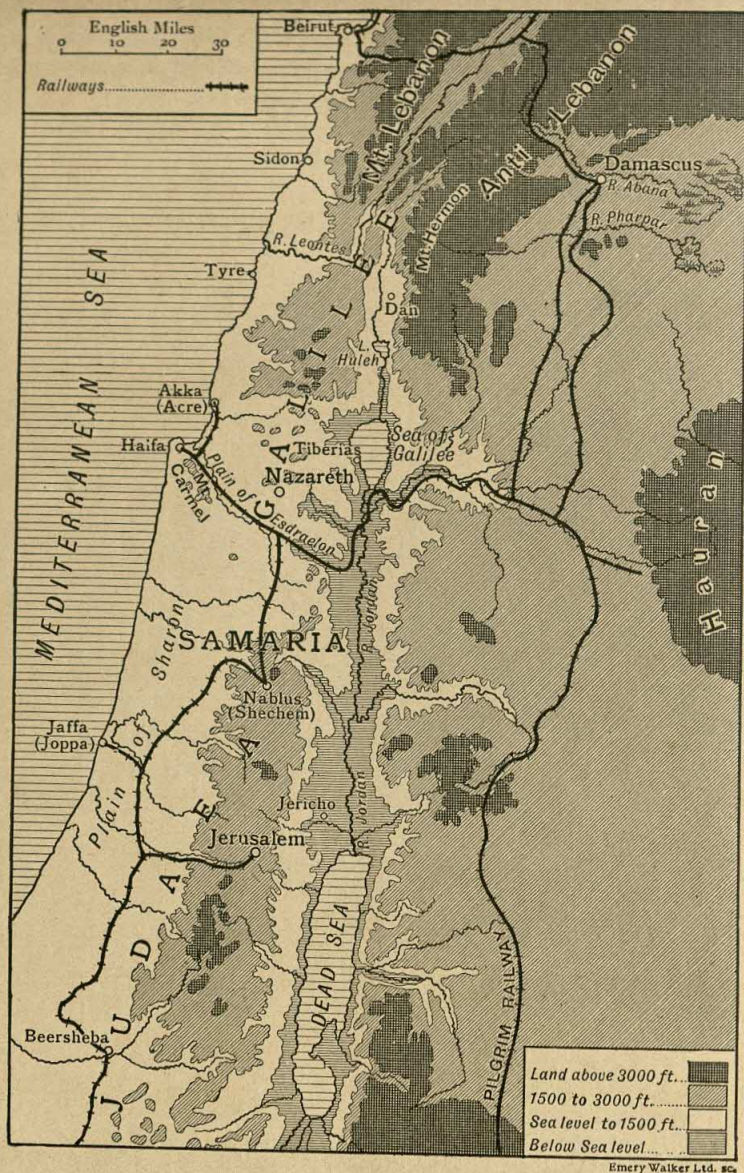 English Miles
0 10 20 30
Railways
Beirut
Mt. Lebanon
Anti Lebanon
Sidon
Damascus
R. Abana
R. Pharpar
Mt. Hermon
R. Leontes
Tyre
Dan
L. Huleh
MEDITERRANEAN SEA
GALILEE
Akka
(Acre)
Haifa
Mt. Carmel
Plain of Esdraelon
Tiberias
Sea of
Galilee
Nazareth
Hauran
R. Jordan
SAMARIA
Plain of Sharon
Nablus
(Shechem)
Jaffa
(Joppa)
JUDAEA
Jericho
R. Jordan
Jerusalem
DEAD SEA
PILGRIM RAILWAY
Beersheba
Land above 3000 ft.
1500 to 3000 ft.
Sea level to 1500 ft.
Below Sea level
Emery Walker Ltd. sc.